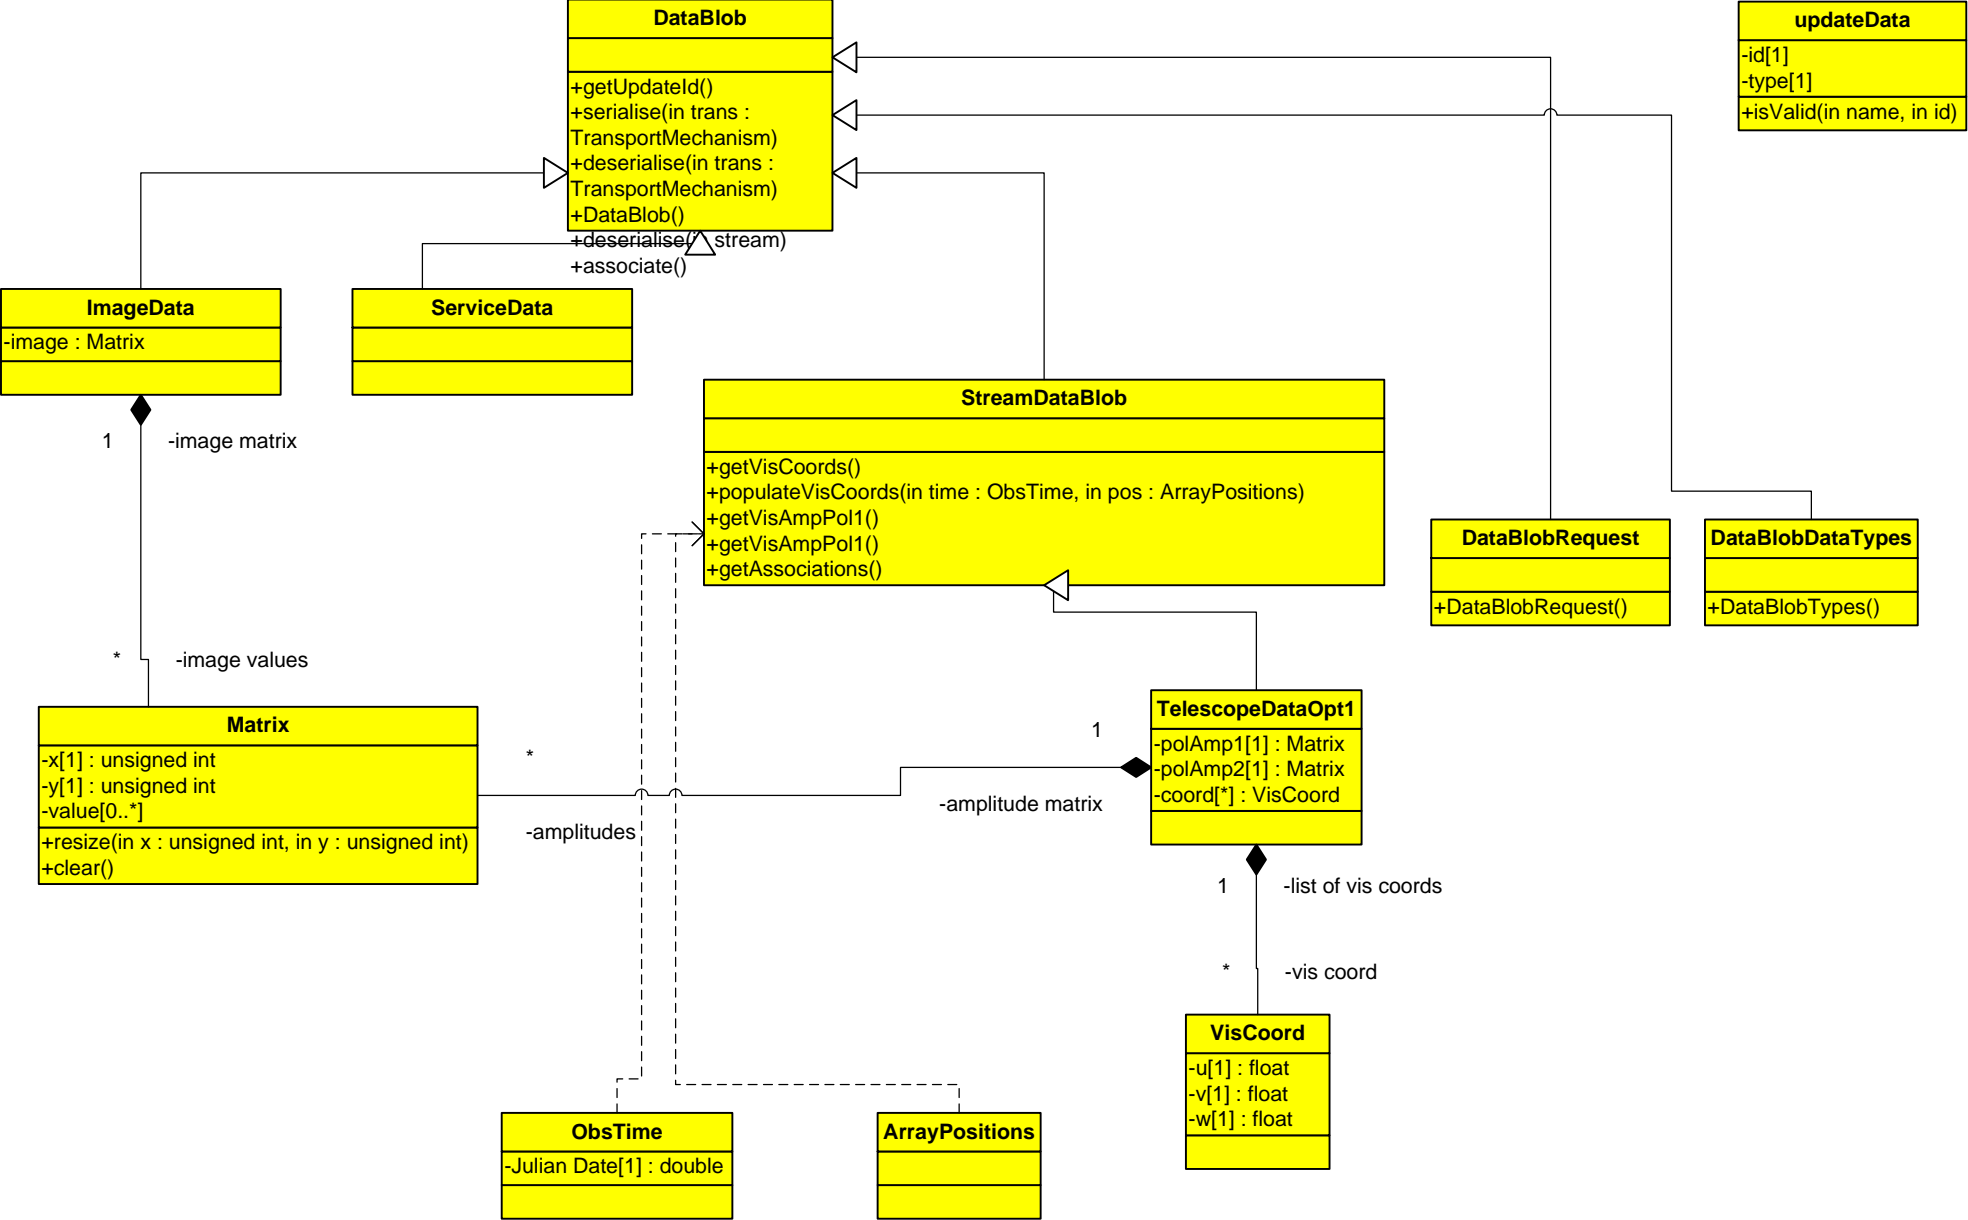 DataBlob
+getUpdateId()
+serialise(in trans :
TransportMechanism)
+deserialise(in trans :
TransportMechanism)
+DataBlob()
+deserialise(in stream)
+associate()
updateData
-id[1]
-type[1]
+isValid(in name, in id)
ImageData
-image : Matrix
ServiceData
1
-image matrix
*
-image values
StreamDataBlob
+getVisCoords()
+populateVisCoords(in time : ObsTime, in pos : ArrayPositions)
+getVisAmpPol1()
+getVisAmpPol1()
+getAssociations()
DataBlobRequest
+DataBlobRequest()
DataBlobDataTypes
+DataBlobTypes()
Matrix
-x[1] : unsigned int
-y[1] : unsigned int
-value[0..*]
+resize(in x : unsigned int, in y : unsigned int)
+clear()
*
-amplitudes
1
-amplitude matrix
TelescopeDataOpt1
-polAmp1[1] : Matrix
-polAmp2[1] : Matrix
-coord[*] : VisCoord
1
-list of vis coords
*
-vis coord
VisCoord
-u[1] : float
-v[1] : float
-w[1] : float
ObsTime
-Julian Date[1] : double
ArrayPositions